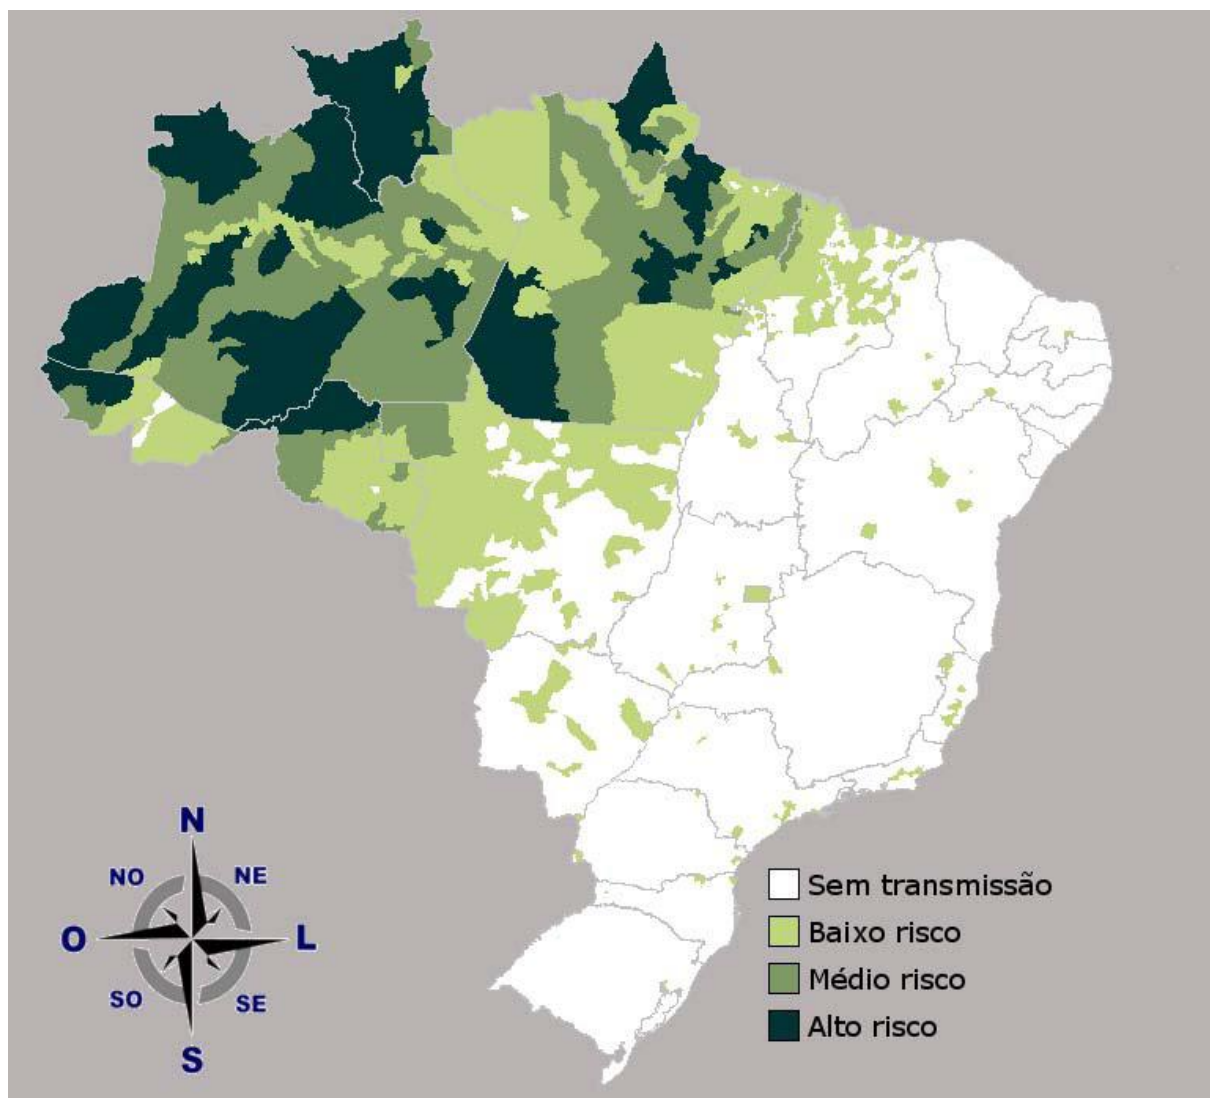 N
NO
NE
O
L
SO
SE
S
Sem transmissão
Baixo risco
Médio risco
Alto risco